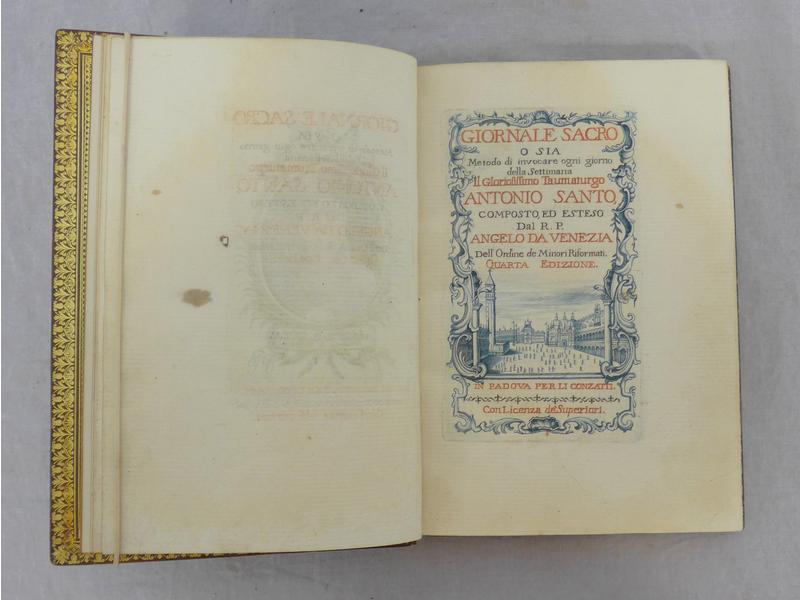 GIORNALE SACRO
O SIA
Metodo di invocare ogni giorno
della Settimana
Il Gloriosissimo Taumaturgo
ANTONIO SANTO,
COMPOSTO, ED ESTESO
Dal R. P.
ANGELO DA VENEZIA
Dell'Ordine de Minori Riformati.
QUARTA EDIZIONE.
IN PADOVA PER LI CONZATTI.
Con Licenza de Superiori.